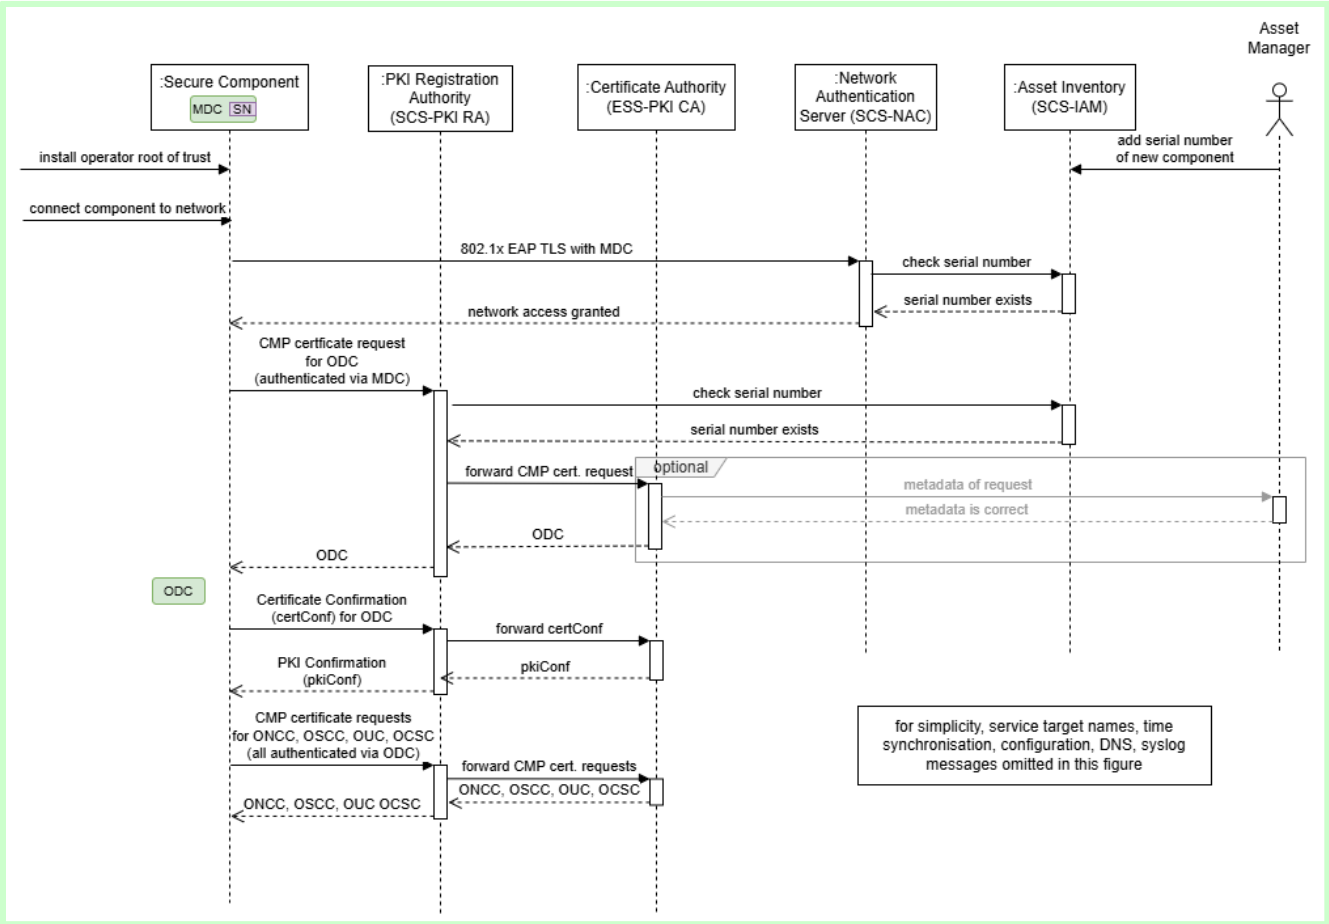 Asset
Manager
:Secure Component
MDC SN
:PKI Registration
Authority
(SCS-PKI RA)
:Certificate Authority
(ESS-PKI CA)
:Network
Authentication
Server (SCS-NAC)
:Asset Inventory
(SCS-IAM)
install operator root of trust
add serial number
of new component
connect component to network
802.1x EAP TLS with MDC
check serial number
serial number exists
network access granted
CMP certficate request
for ODC
(authenticated via MDC)
check serial number
serial number exists
optional
forward CMP cert. request
metadata of request
metadata is correct
ODC
ODC
ODC
Certificate Confirmation
(certConf) for ODC
forward certConf
PKI Confirmation
(pkiConf)
pkiConf
CMP certificate requests
for ONCC, OSCC, OUC, OCSC
(all authenticated via ODC)
forward CMP cert. requests
ONCC, OSCC, OUC, OCSC
ONCC, OSCC, OUC OCSC
for simplicity, service target names, time
synchronisation, configuration, DNS, syslog
messages omitted in this figure